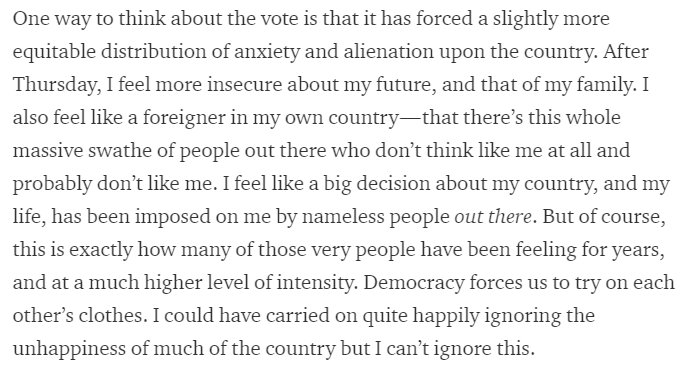 One way to think about the vote is that it has forced a slightly more
equitable distribution of anxiety and alienation upon the country. After
Thursday, I feel more insecure about my future, and that of my family. I
also feel like a foreigner in my own country—that there’s this whole
massive swathe of people out there who don’t think like me at all and
probably don’t like me. I feel like a big decision about my country, and my
life, has been imposed on me by nameless people out there. But of course,
this is exactly how many of those very people have been feeling for years,
and at a much higher level of intensity. Democracy forces us to try on each
other’s clothes. I could have carried on quite happily ignoring the
unhappiness of much of the country but I can’t ignore this.